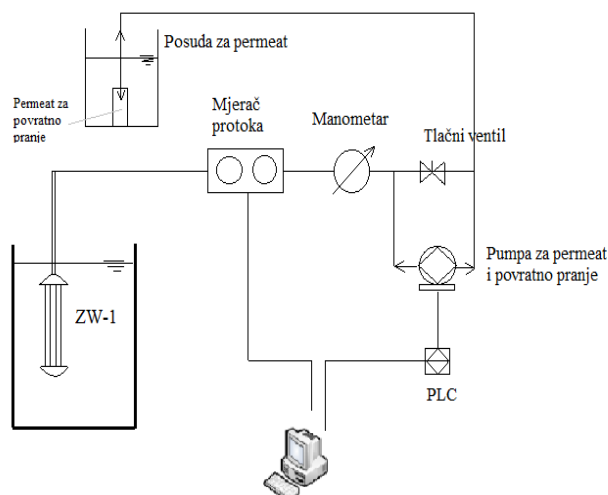 Posuda za permeat
Permeat za
povratno
pranje
Mjerač
protoka
Manometar
Tlačni ventil
Pumpa za permeat
i povratno pranje
ZW-1
PLC